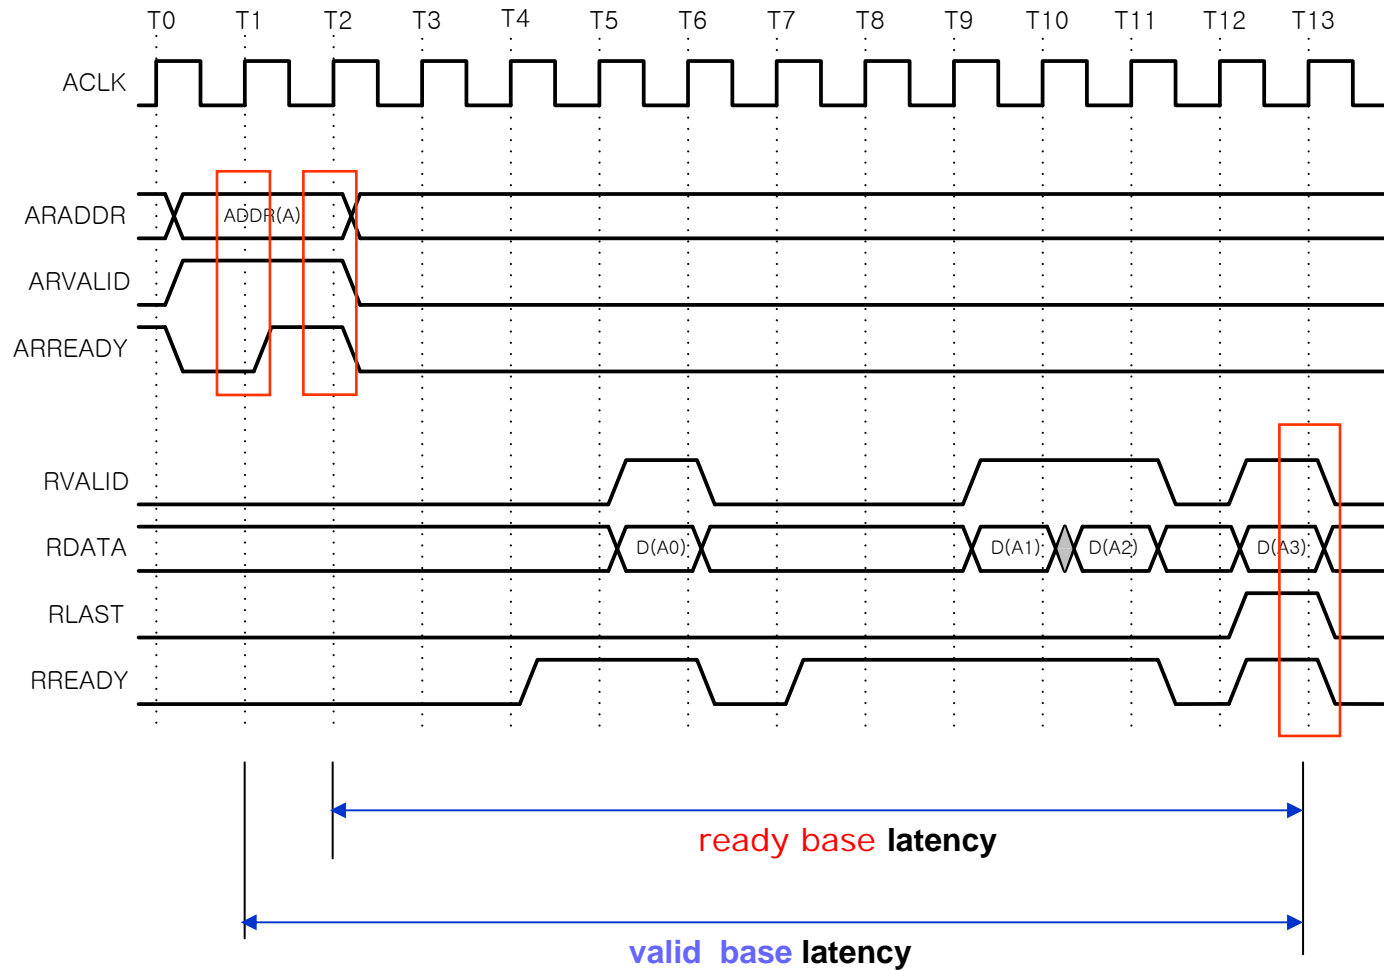 T0 T1 T2 T3 T4 T5 T6 T7 T8 T9 T10 T11 T12 T13
ACLK
ARADDR ADDR(A)
ARVALID
ARREADY
RVALID
RDATA D(A0) D(A1) D(A2) D(A3)
RLAST
RREADY
ready base latency
valid base latency